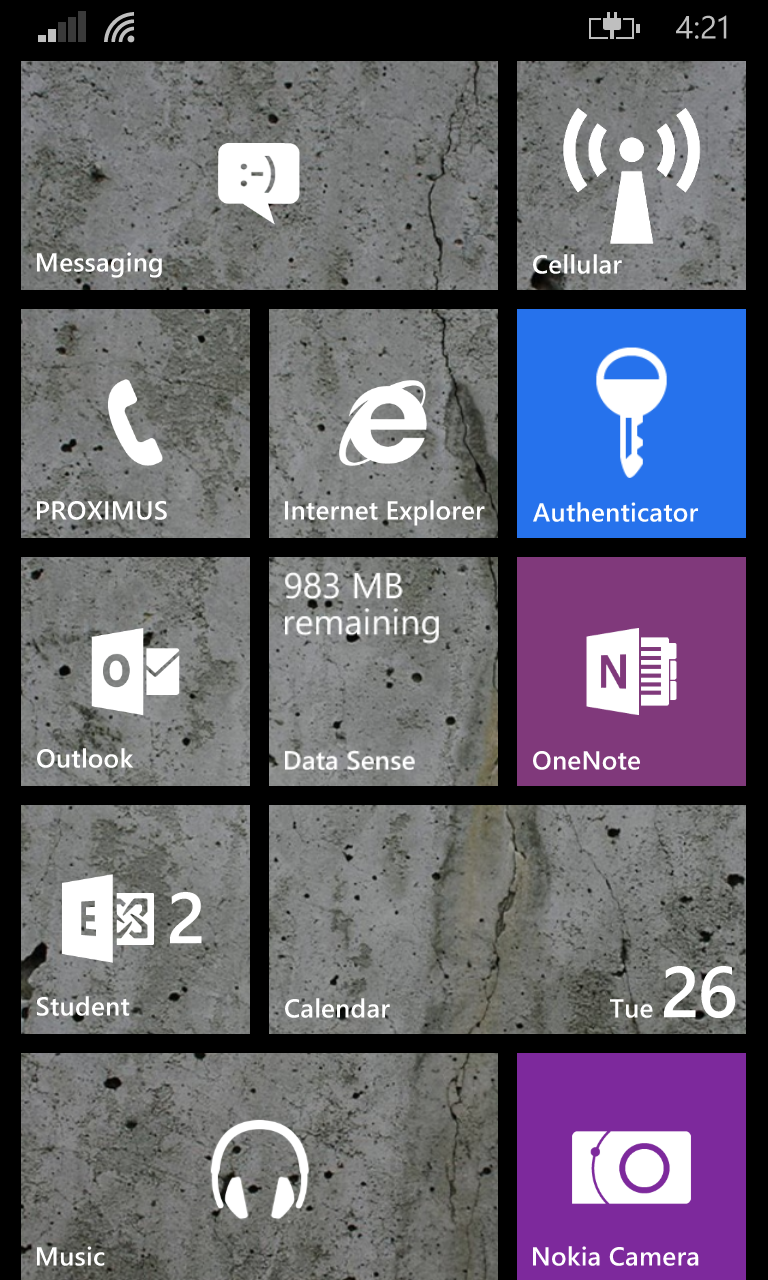 4:21
:-)
Messaging
Cellular
PROXIMUS
Internet Explorer
Authenticator
O
Outlook
983 MB
remaining
Data Sense
N
OneNote
E 2
Student
Calendar
Tue 26
Music
Nokia Camera